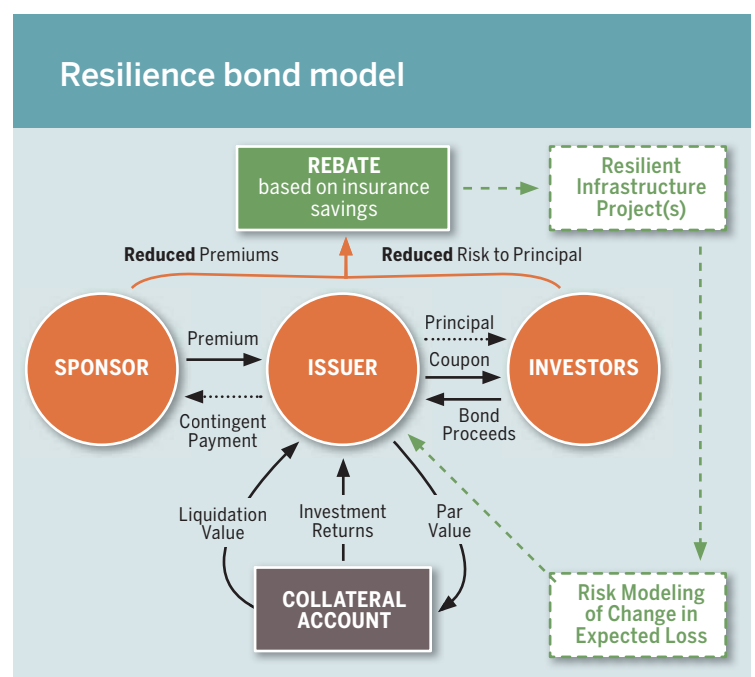 Resilience bond model
REBATE
based on insurance
savings
Resilient
Infrastructure
Project(s)
Reduced Premiums
Reduced Risk to Principal
SPONSOR
Premium
Contingent
Payment
ISSUER
Principal
Coupon
Bond
Proceeds
INVESTORS
Liquidation
Value
Investment
Returns
Par
Value
COLLATERAL
ACCOUNT
Risk Modeling
of Change in
Expected Loss